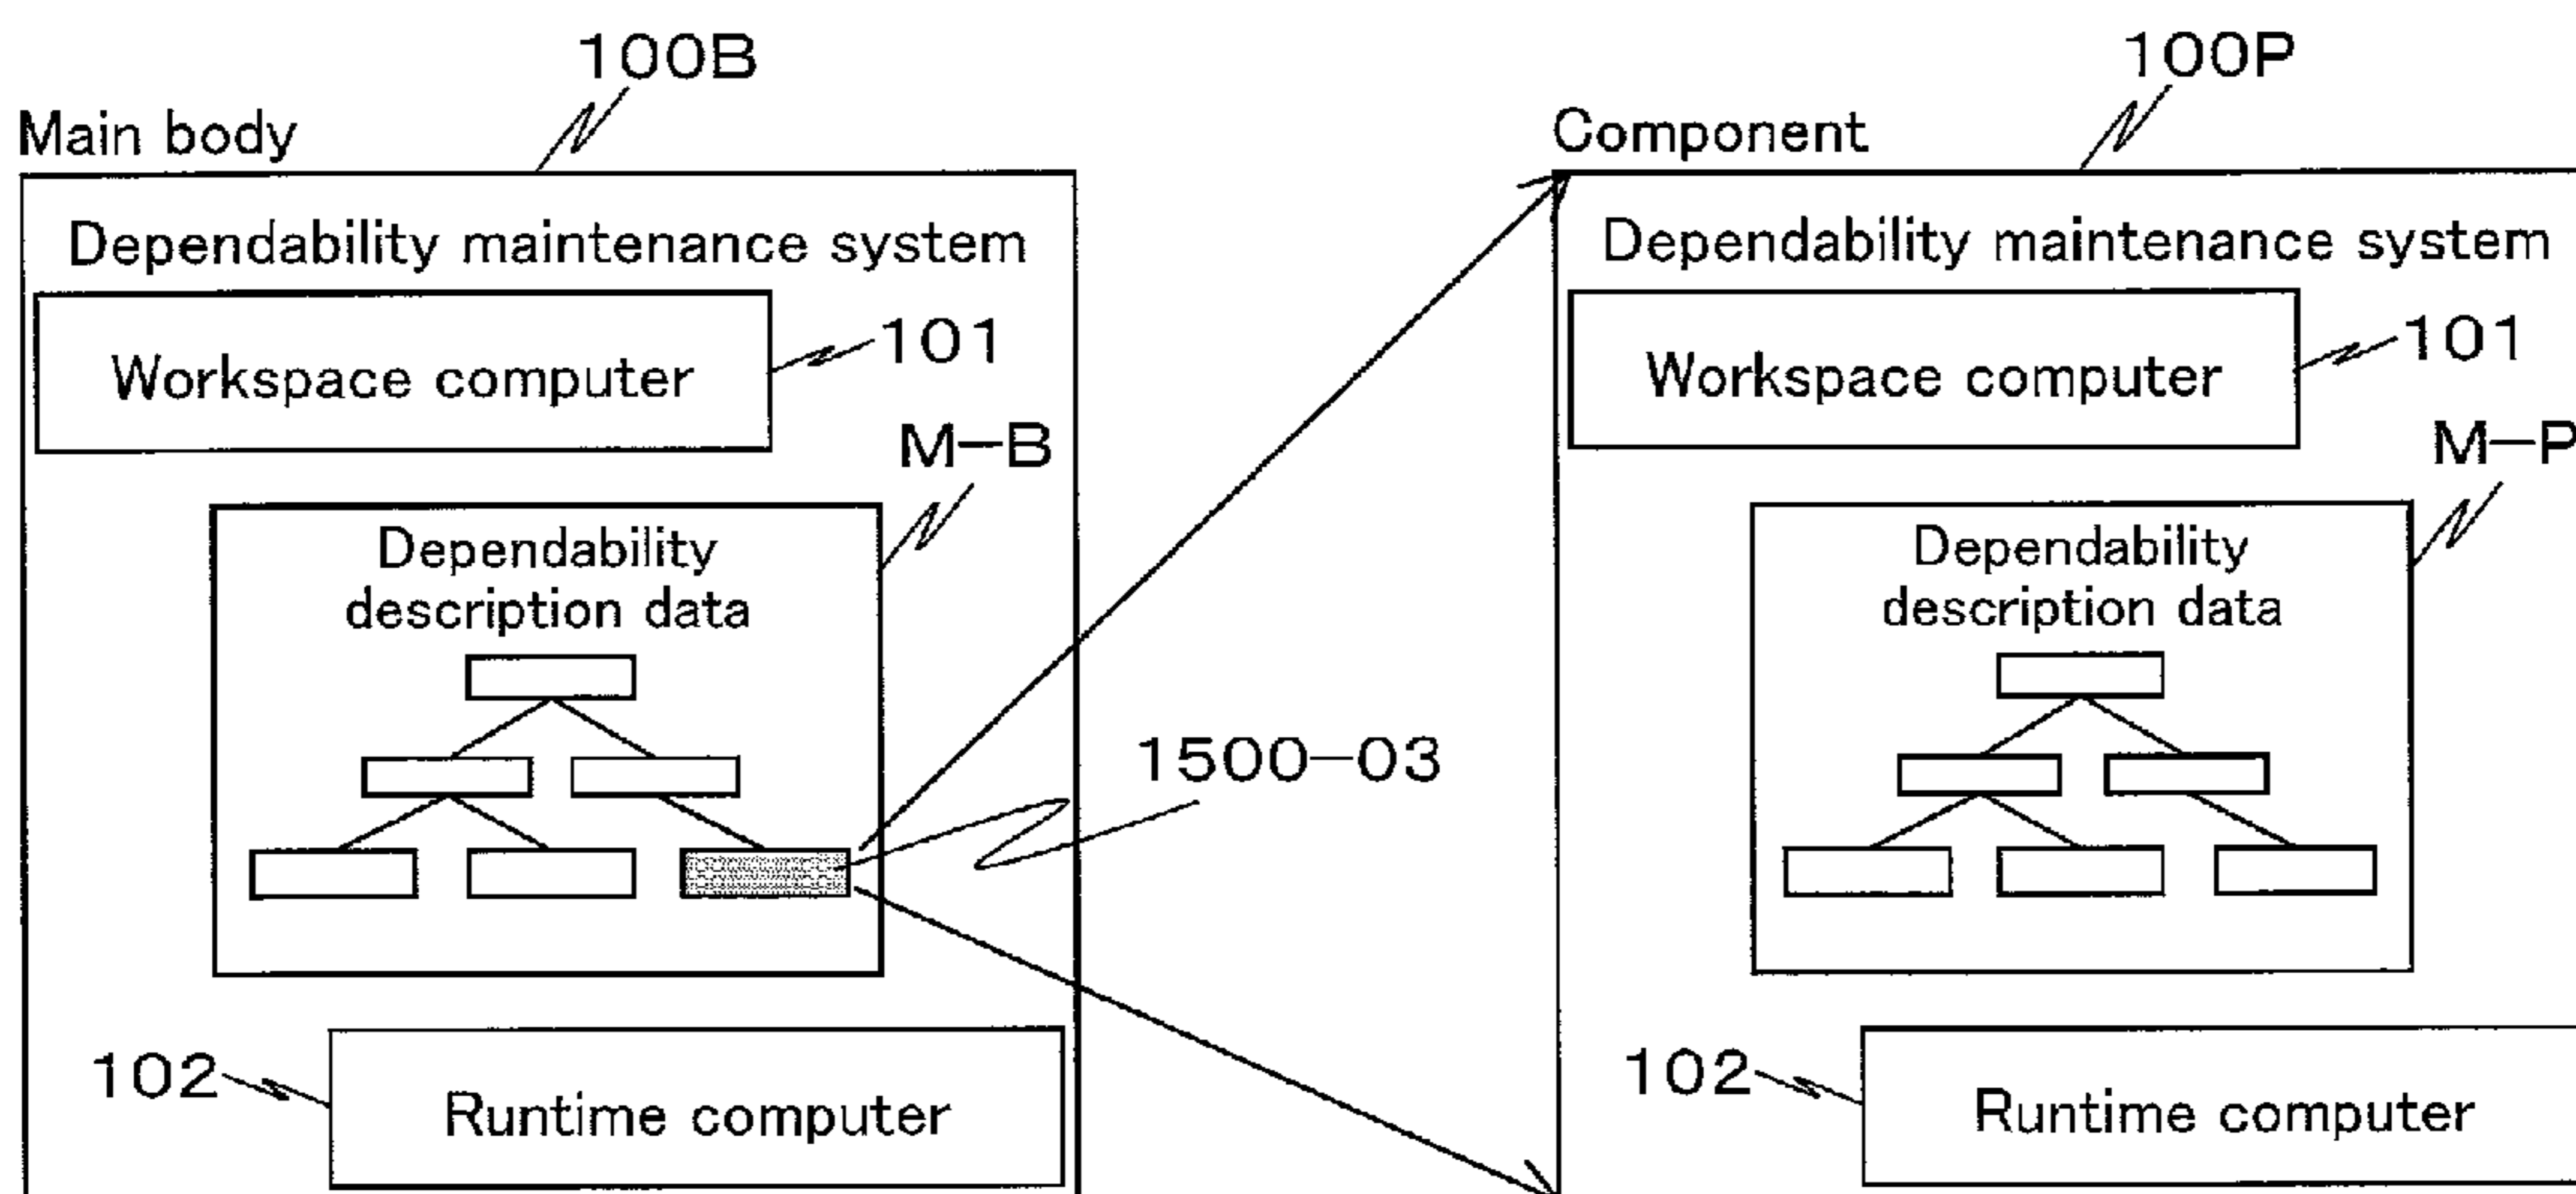 100B
Main body
Dependability maintenance system
Workspace computer
101
M-B
Dependability
description data
1500-03
102
Runtime computer
100P
Component
Dependability maintenance system
Workspace computer
101
M-P
Dependability
description data
102
Runtime computer